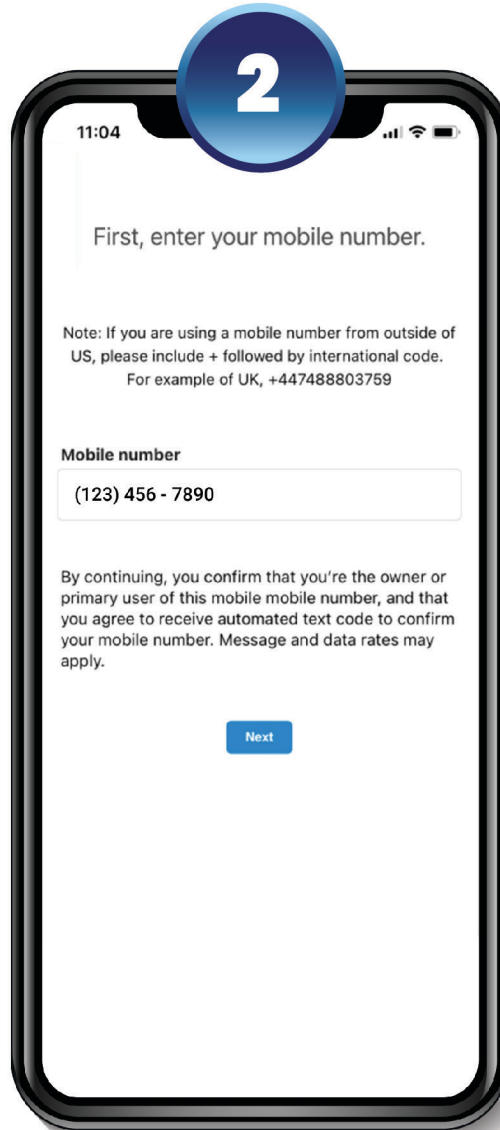 2
11:04
First, enter your mobile number.
Note: If you are using a mobile number from outside of
US, please include + followed by international code.
For example of UK, +447488803759
Mobile number
(123) 456 - 7890
By continuing, you confirm that you're the owner or
primary user of this mobile mobile number, and that
you agree to receive automated text code to confirm
your mobile number. Message and data rates may
apply.
Next